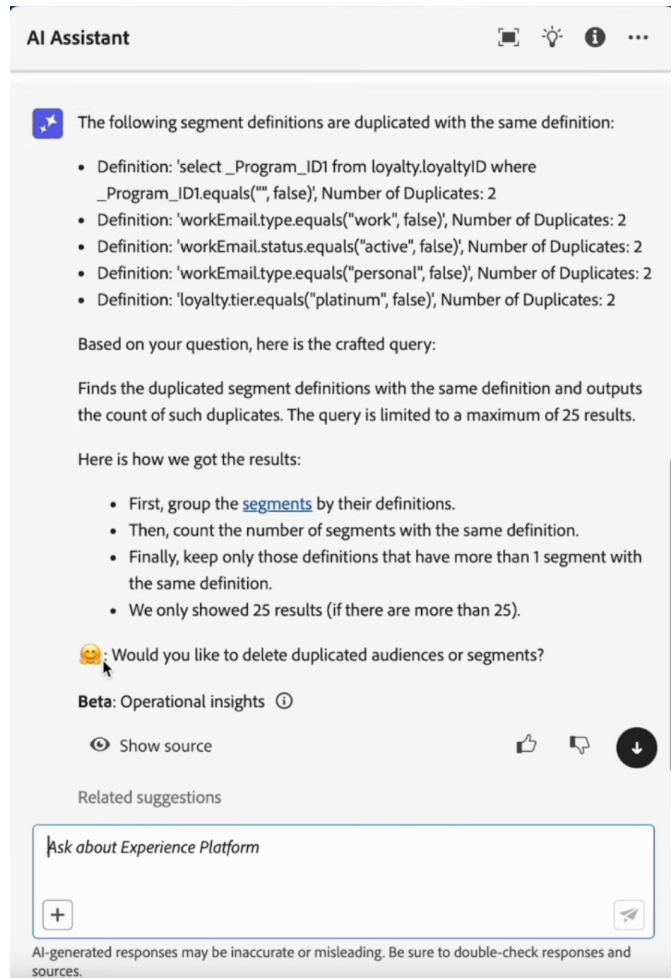 AI Assistant
The following segment definitions are duplicated with the same definition:
• Definition: 'select _Program_ID1 from loyalty.loyaltyID where
_Program_ID1.equals("", false)', Number of Duplicates: 2
• Definition: 'workEmail.type.equals("work", false)', Number of Duplicates: 2
• Definition: 'workEmail.status.equals("active", false)', Number of Duplicates: 2
• Definition: 'workEmail.type.equals("personal", false)', Number of Duplicates: 2
• Definition: 'loyalty.tier.equals("platinum", false)', Number of Duplicates: 2
Based on your question, here is the crafted query:
Finds the duplicated segment definitions with the same definition and outputs
the count of such duplicates. The query is limited to a maximum of 25 results.
Here is how we got the results:
• First, group the segments by their definitions.
• Then, count the number of segments with the same definition.
• Finally, keep only those definitions that have more than 1 segment with
the same definition.
• We only showed 25 results (if there are more than 25).
🤗: Would you like to delete duplicated audiences or segments?
Beta: Operational insights
Show source
Related suggestions
Ask about Experience Platform
AI-generated responses may be inaccurate or misleading. Be sure to double-check responses and
sources.